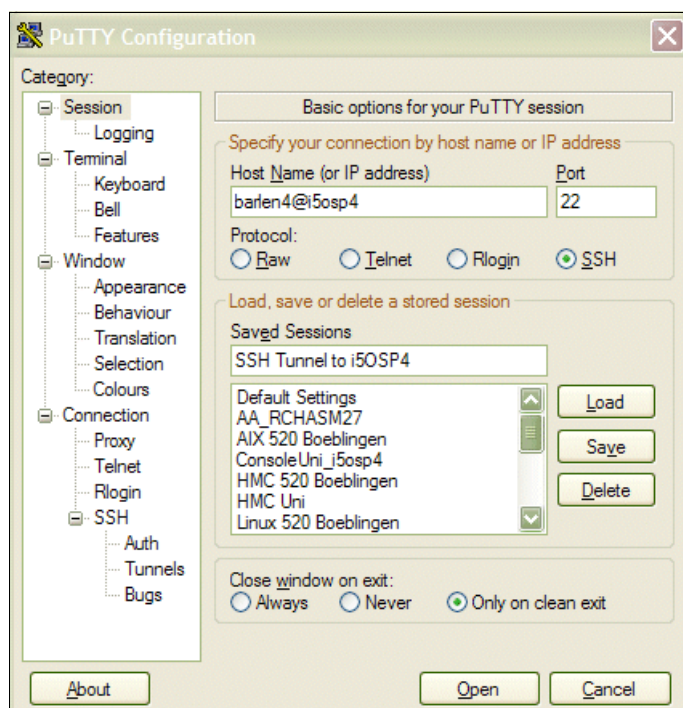 PuTTY Configuration
Category:
Session
Logging
Terminal
Keyboard
Bell
Features
Window
Appearance
Behaviour
Translation
Selection
Colours
Connection
Proxy
Telnet
Rlogin
SSH
Auth
Tunnels
Bugs
Basic options for your PuTTY session
Specify your connection by host name or IP address
Host Name (or IP address) Port
barlen4@i5osp4 22
Protocol:
Raw Telnet Rlogin SSH
Load, save or delete a stored session
Saved Sessions
SSH Tunnel to i5OSP4
Default Settings
AA_RCHASM27
AIX 520 Boeblingen
ConsoleUni_i5osp4
HMC 520 Boeblingen
HMC Uni
Linux 520 Boeblingen
Load
Save
Delete
Close window on exit:
Always Never Only on clean exit
About Open Cancel